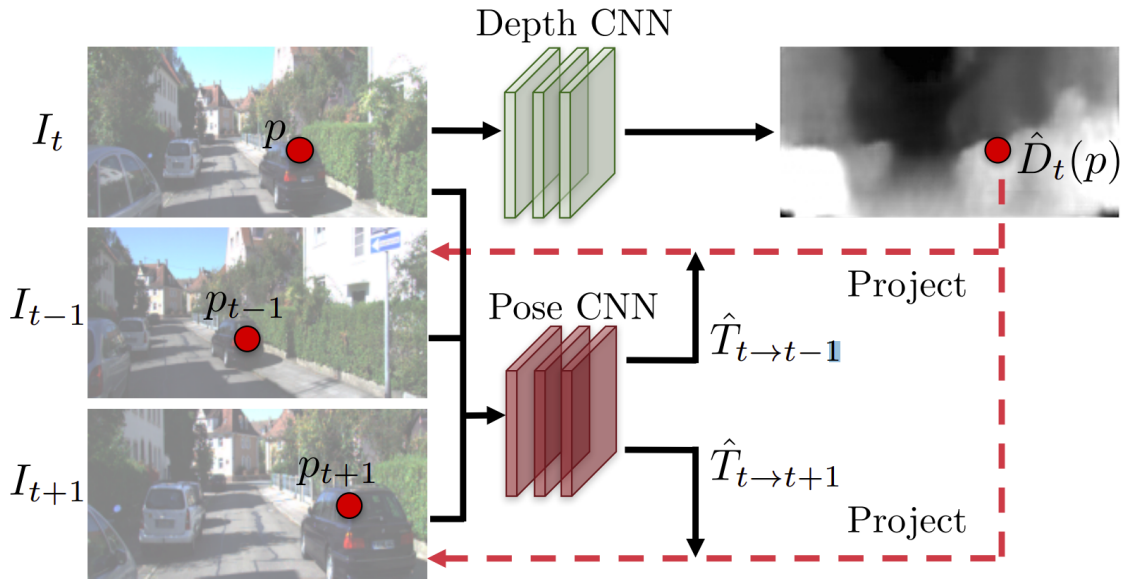 Depth CNN
I_t
p
D̂_t(p)
Project
I_{t−1}
p_{t−1}
Pose CNN
T̂_{t→t−1}
I_{t+1}
p_{t+1}
T̂_{t→t+1}
Project